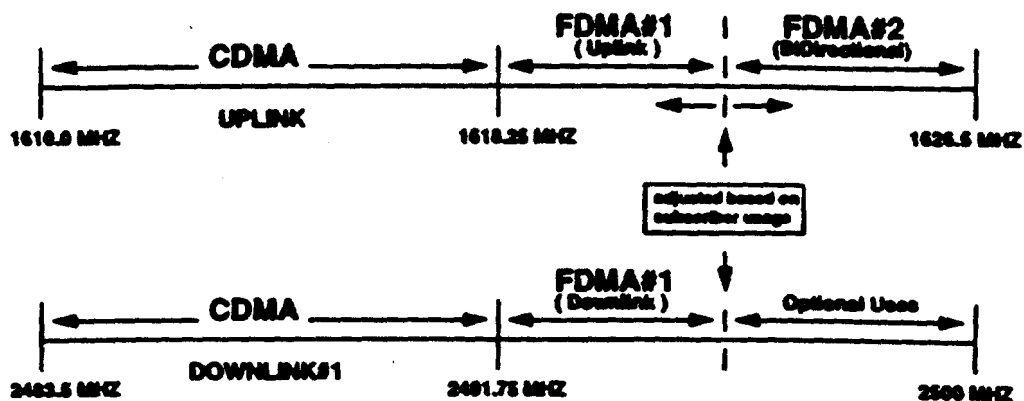 FDMA#1
( Uplink )
FDMA#2
(BiDirectional)
CDMA
UPLINK
1610.0 MHZ
1618.25 MHZ
1626.5 MHZ
adjusted based on
subscriber usage
FDMA#1
( Downlink )
CDMA
Optional Uses
DOWNLINK#1
2483.5 MHZ
2491.75 MHZ
2500 MHZ